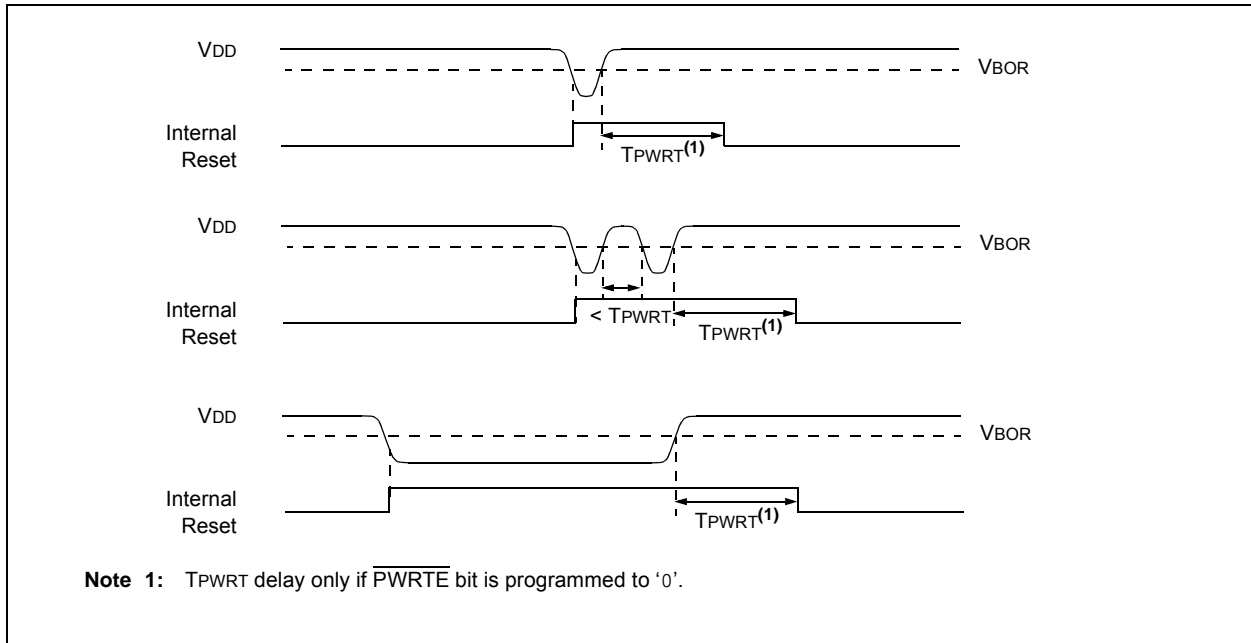 VDD
VBOR
Internal
Reset
TPWRT(1)
VDD
VBOR
Internal
Reset
< TPWRT
TPWRT(1)
VDD
VBOR
Internal
Reset
TPWRT(1)
Note 1: TPWRT delay only if P̅W̅R̅T̅E̅ bit is programmed to ‘0’.